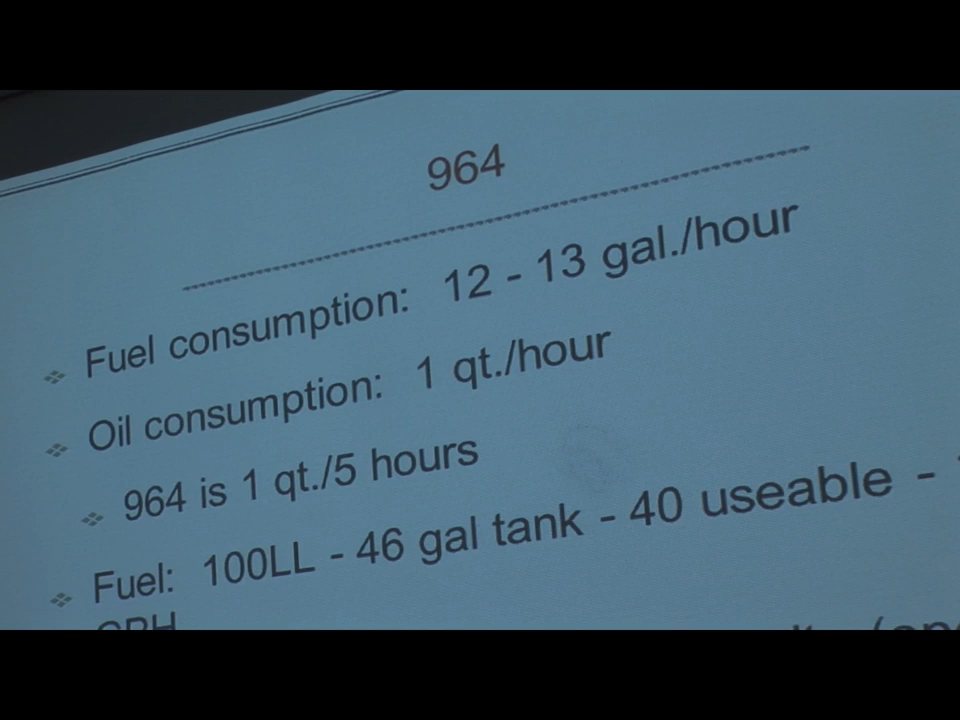 964
Fuel consumption: 12 - 13 gal./hour
Oil consumption: 1 qt./hour
964 is 1 qt./5 hours
Fuel: 100LL - 46 gal tank - 40 useable -
GPH